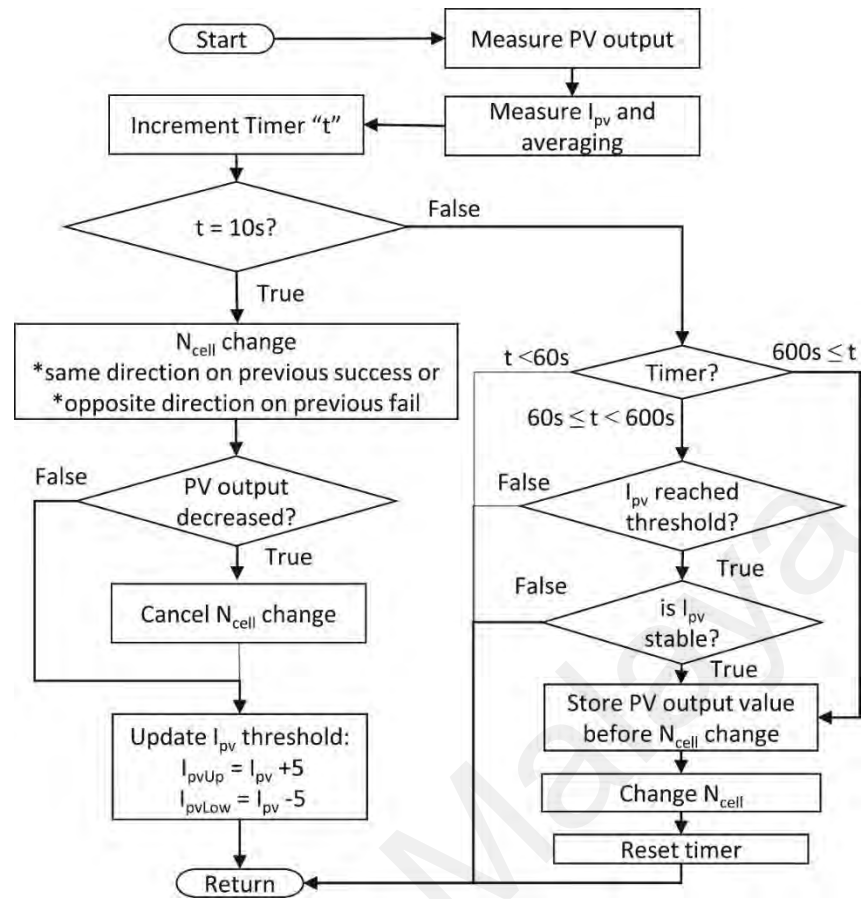 Start
Measure PV output
Measure Ipv and
averaging
Increment Timer “t”
t = 10s?
False
True
Ncell change
*same direction on previous success or
*opposite direction on previous fail
PV output
decreased?
False
True
Cancel Ncell change
Update Ipv threshold:
IpvUp = Ipv +5
IpvLow = Ipv -5
Return
Timer?
t <60s
600s ≤ t
60s ≤ t < 600s
Ipv reached
threshold?
False
True
is Ipv
stable?
False
True
Store PV output value
before Ncell change
Change Ncell
Reset timer
Malaya